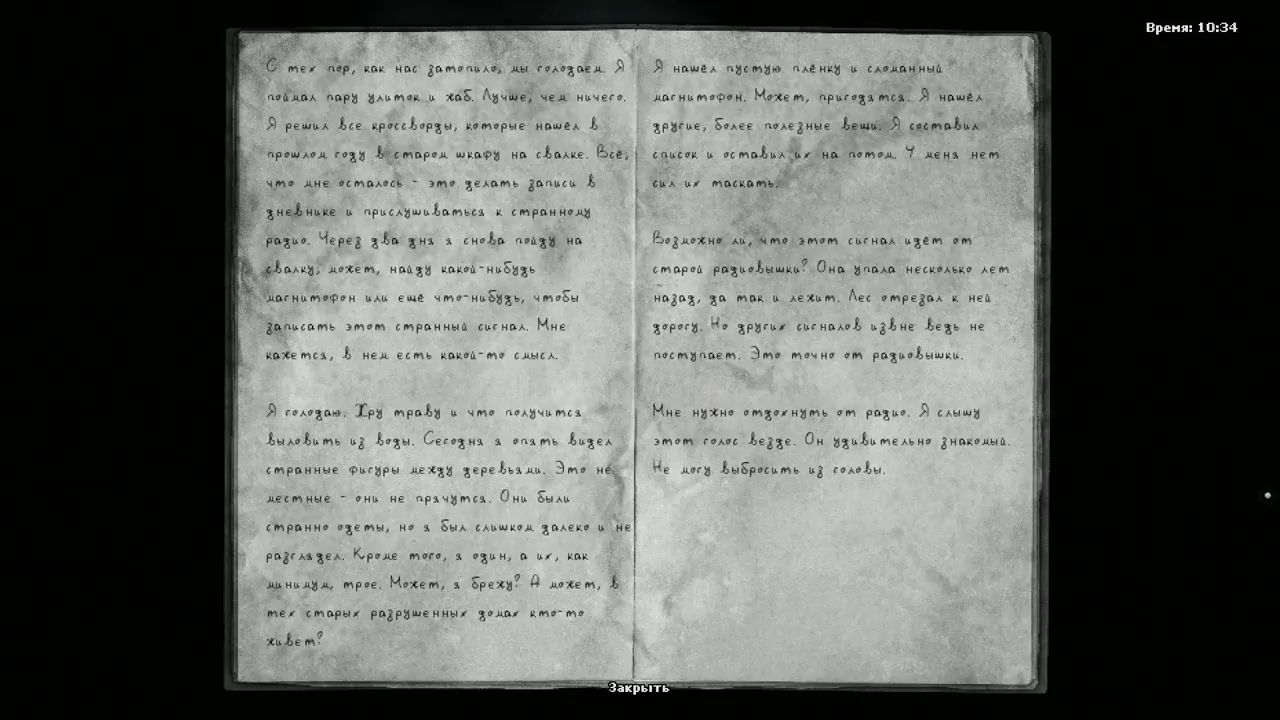 Время: 10:34
С тех пор, как нас затопило, мы голодаем. Я
поймал пару улиток и жаб. Лучше, чем ничего.
Я решил все кроссворды, которые нашёл в
прошлом году в старом шкафу на свалке. Всё,
что мне осталось - это делать записи в
дневнике и прислушиваться к странному
радио. Через два дня я снова пойду на
свалку, может, найду какой-нибудь
магнитофон или ещё что-нибудь, чтобы
записать этот странный сигнал. Мне
кажется, в нем есть какой-то смысл.
Я голодаю. Жру траву и что получится
выловить из воды. Сегодня я опять видел
странные фигуры между деревьями. Это не
местные - они не прячутся. Они были
странно одеты, но я был слишком далеко и не
разглядел. Кроме того, я один, а их, как
минимум, трое. Может, я брежу? А может, в
тех старых разрушенных домах кто-то
живет?
Я нашёл пустую плёнку и сломанный
магнитофон. Может, пригодятся. Я нашёл
другие, более полезные вещи. Я составил
список и оставил их на потом. У меня нет
сил их таскать.
Возможно ли, что этот сигнал идёт от
старой радиовышки? Она упала несколько лет
назад, да так и лежит. Лес отрезал к ней
дорогу. Но других сигналов извне ведь не
поступает. Это точно от радиовышки.
Мне нужно отдохнуть от радио. Я слышу
этот голос везде. Он удивительно знакомый.
Не могу выбросить из головы.
Закрыть